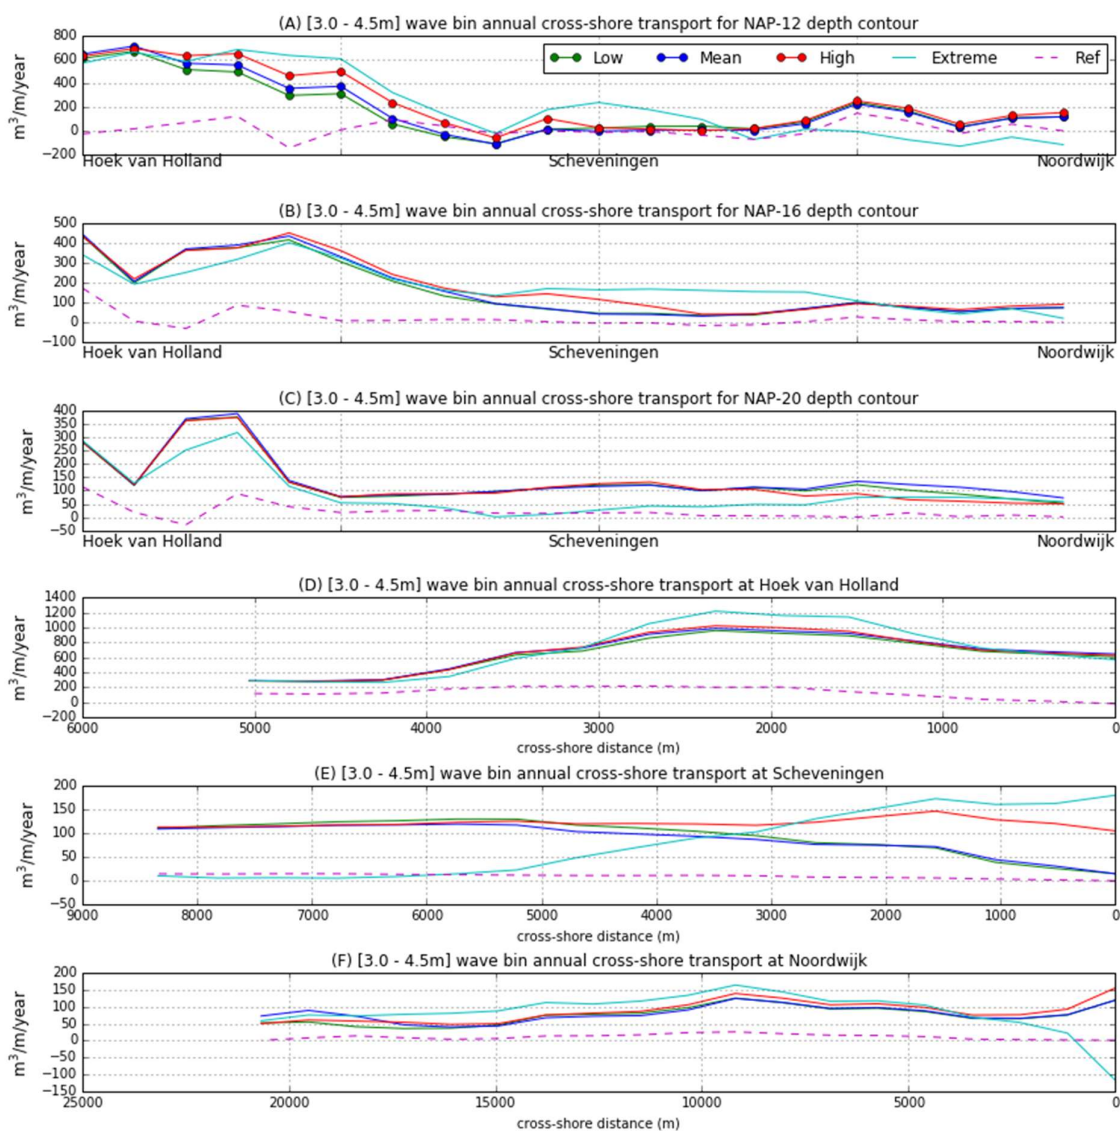 (A) [3.0 - 4.5m] wave bin annual cross-shore transport for NAP-12 depth contour
800
600
400
200
0
−200
m³/m/year
Low Mean High Extreme Ref
Hoek van Holland Scheveningen Noordwijk
(B) [3.0 - 4.5m] wave bin annual cross-shore transport for NAP-16 depth contour
500
400
300
200
100
0
−100
m³/m/year
Hoek van Holland Scheveningen Noordwijk
(C) [3.0 - 4.5m] wave bin annual cross-shore transport for NAP-20 depth contour
400
350
300
250
200
150
100
50
0
−50
m³/m/year
Hoek van Holland Scheveningen Noordwijk
(D) [3.0 - 4.5m] wave bin annual cross-shore transport at Hoek van Holland
1400
1200
1000
800
600
400
200
0
−200
m³/m/year
6000 5000 4000 3000 2000 1000 0
cross-shore distance (m)
(E) [3.0 - 4.5m] wave bin annual cross-shore transport at Scheveningen
200
150
100
50
0
−50
m³/m/year
9000 8000 7000 6000 5000 4000 3000 2000 1000 0
cross-shore distance (m)
(F) [3.0 - 4.5m] wave bin annual cross-shore transport at Noordwijk
200
150
100
50
0
−50
−100
−150
m³/m/year
25000 20000 15000 10000 5000 0
cross-shore distance (m)